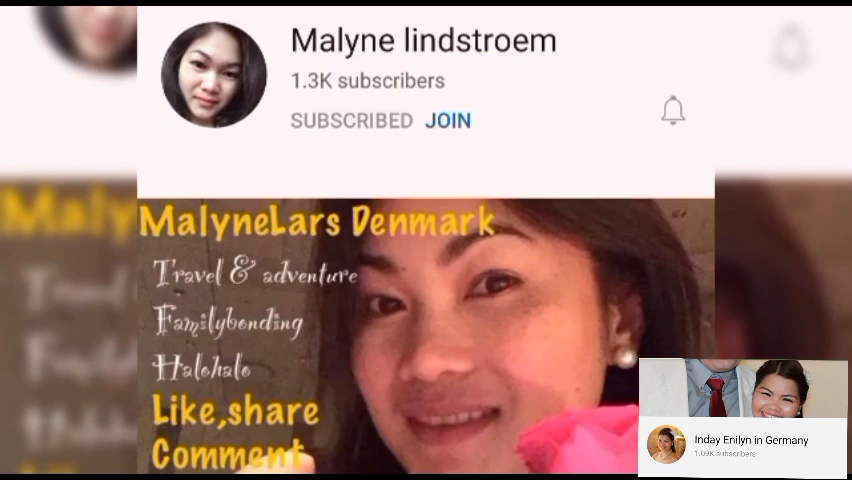 Malyne lindstroem
1.3K subscribers
SUBSCRIBED JOIN
MalyneLars Denmark
Travel & adventure
Familybonding
Halohalo
Like,share
Comment
Inday Enilyn in Germany
1.09K subscribers